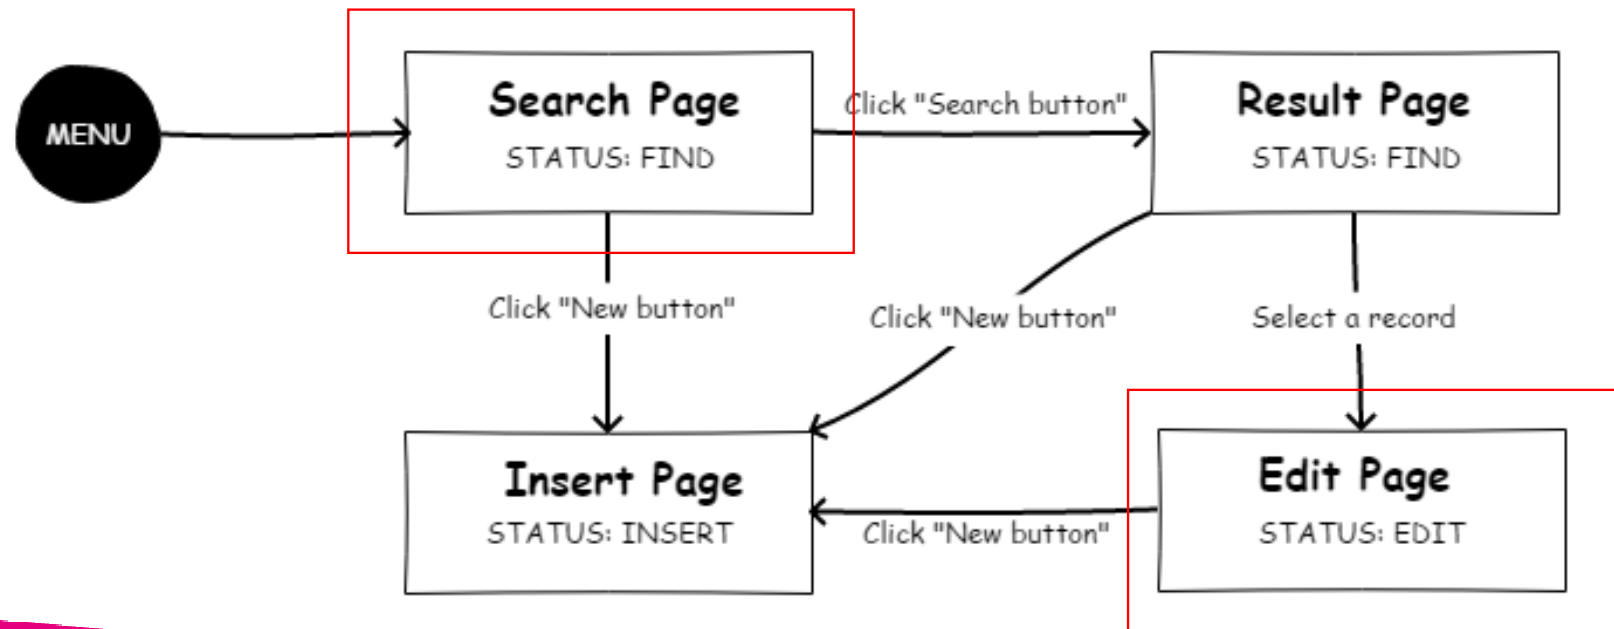 MENU
Search Page
STATUS: FIND
Click "Search button"
Result Page
STATUS: FIND
Click "New button"
Click "New button"
Select a record
Insert Page
STATUS: INSERT
Click "New button"
Edit Page
STATUS: EDIT